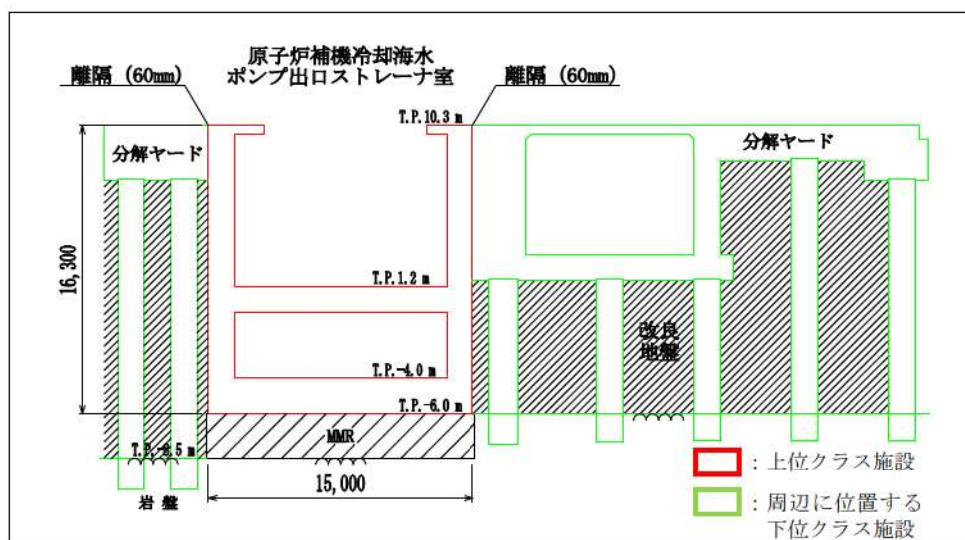 原子炉補機冷却海水
ポンプ出口ストレーナ室
離隔 (60mm)
離隔 (60mm)
T.P.10.3 m
分解ヤード
分解ヤード
16,300
T.P.1.2 m
改良
地盤
T.P.-4.0 m
T.P.-6.0 m
MMR
T.P.-8.5 m
15,000
岩 盤
:上位クラス施設
:周辺に位置する
下位クラス施設